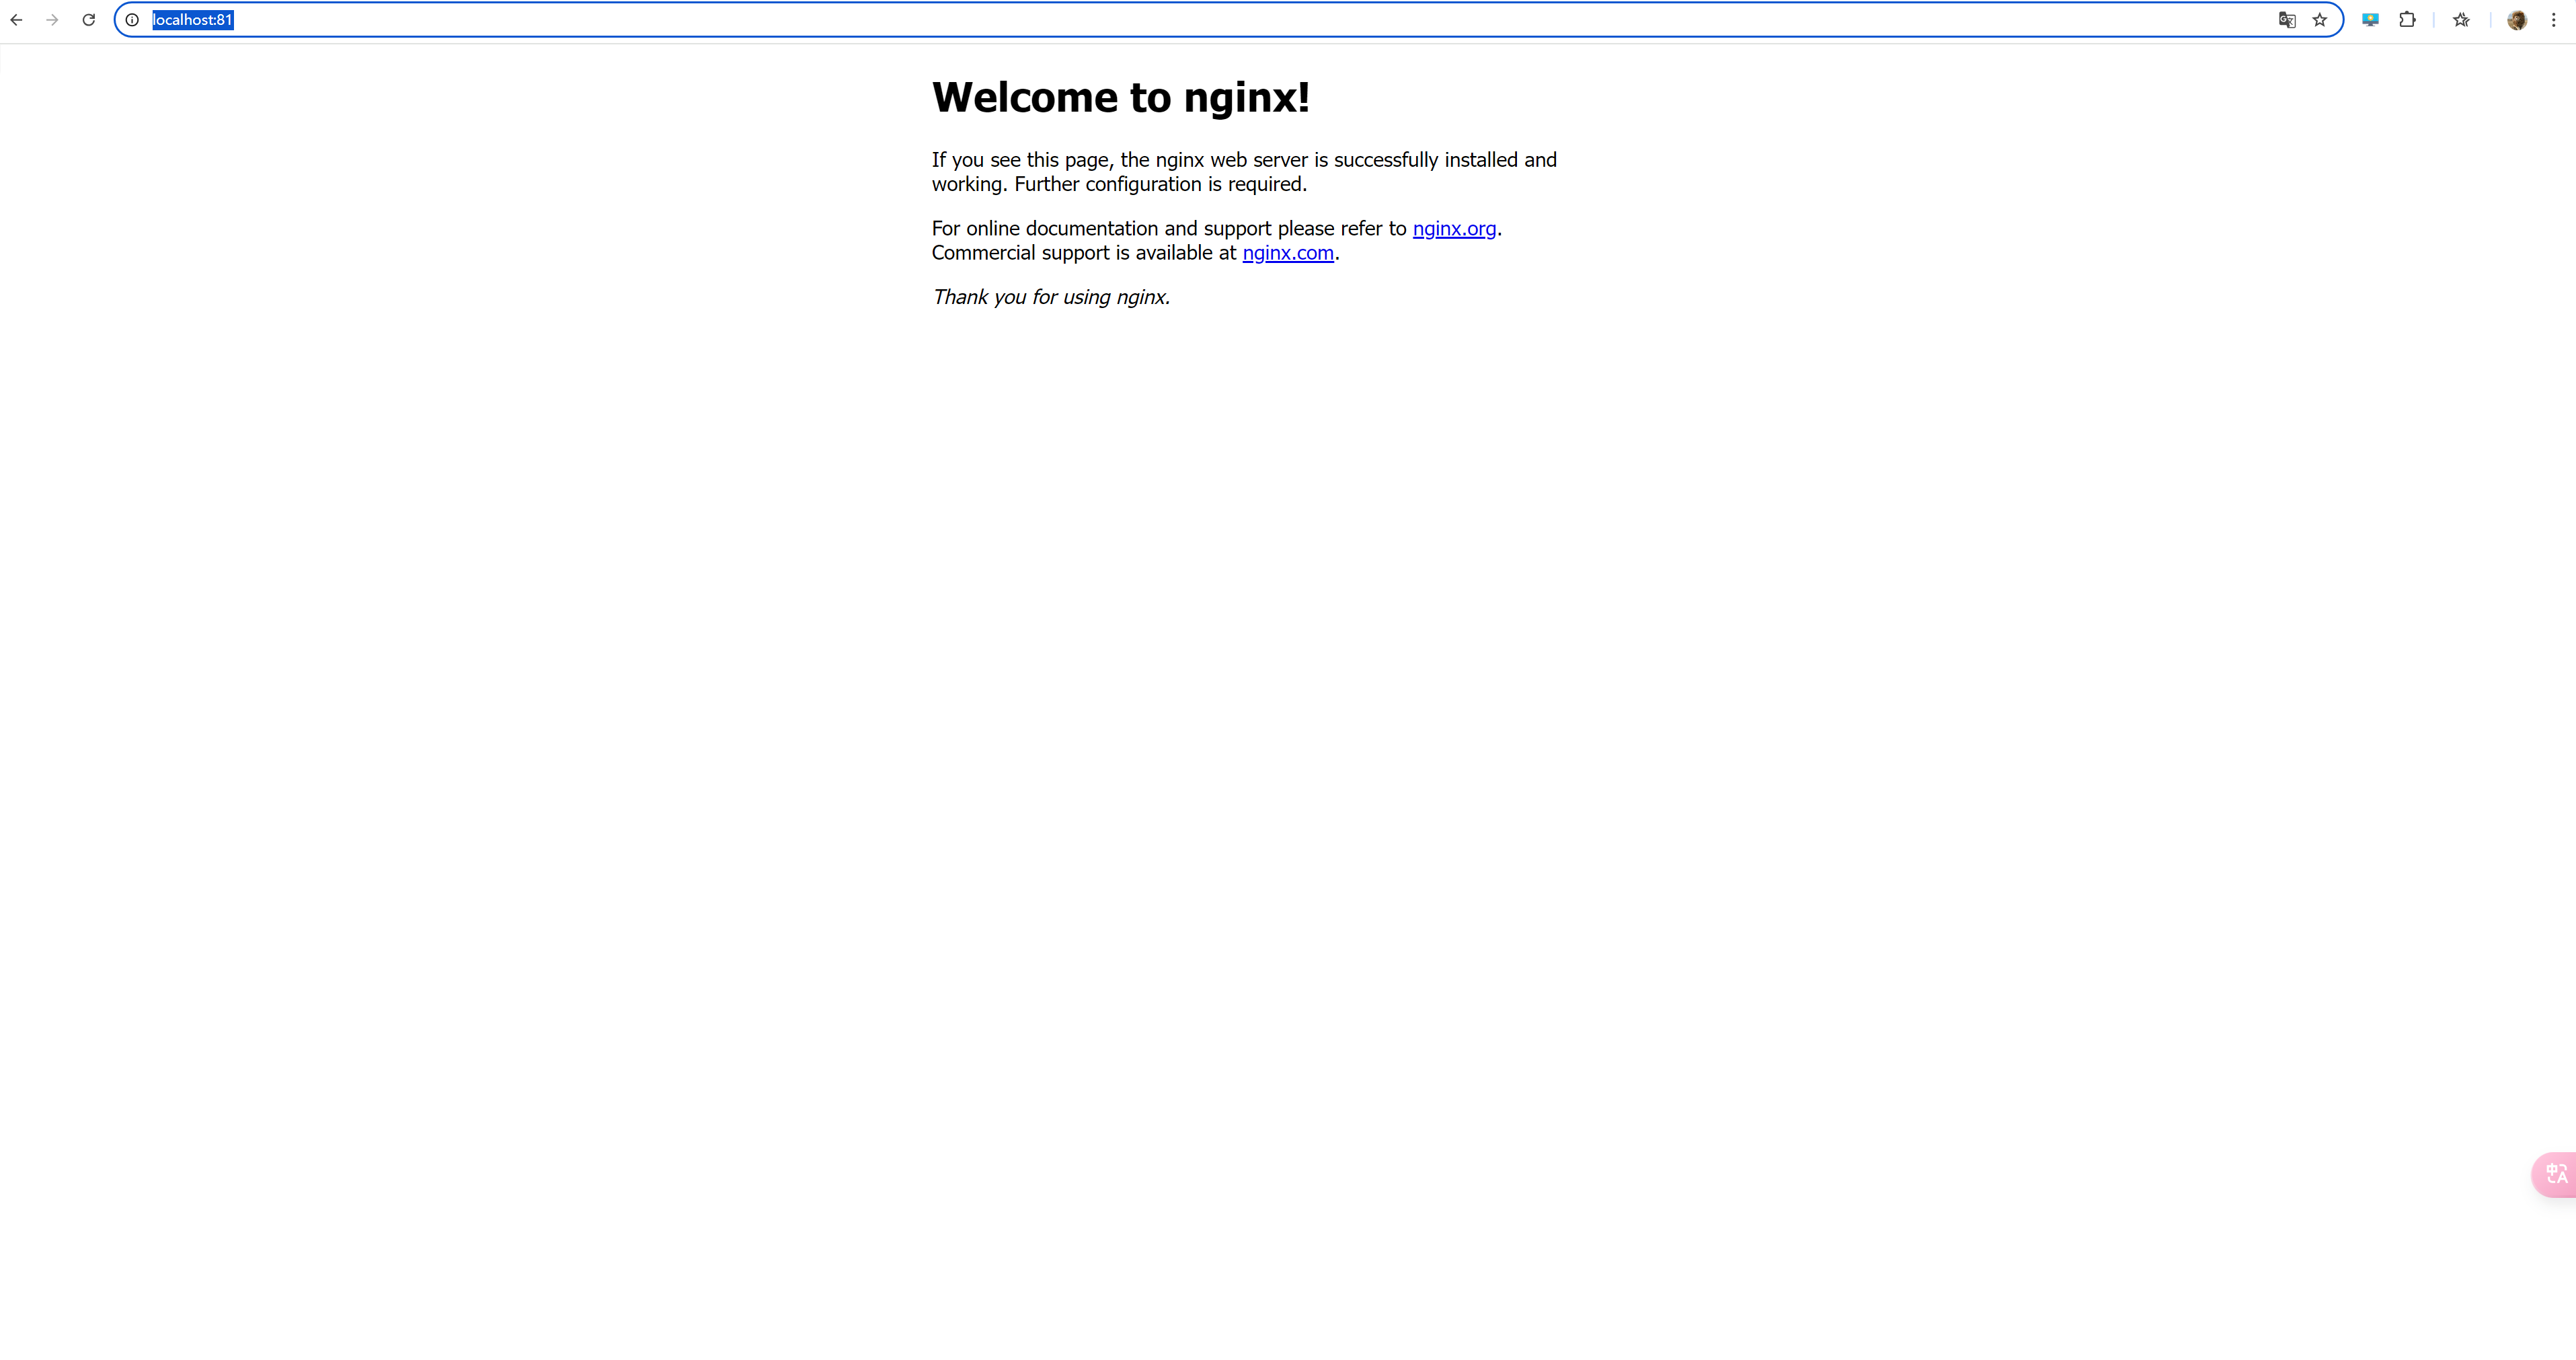 localhost:81
Welcome to nginx!
If you see this page, the nginx web server is successfully installed and
working. Further configuration is required.
For online documentation and support please refer to nginx.org.
Commercial support is available at nginx.com.
Thank you for using nginx.